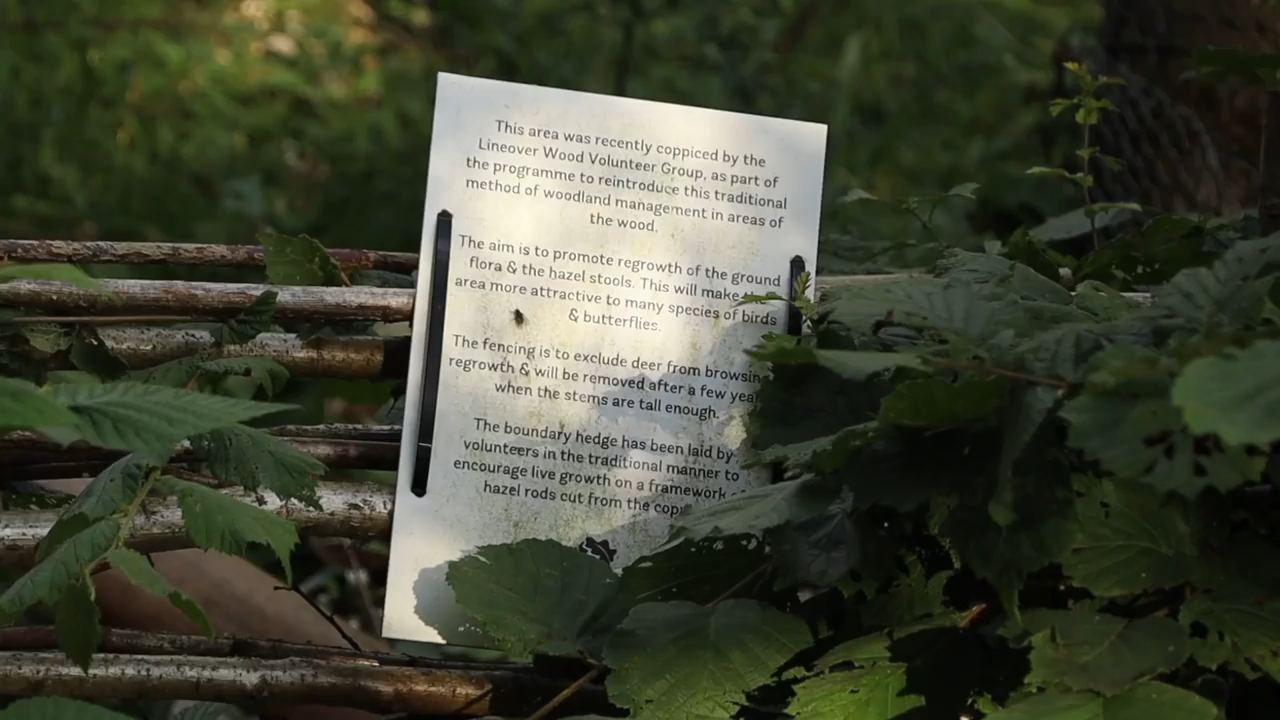 This area was recently coppiced by the
Lineover Wood Volunteer Group, as part of
the programme to reintroduce this traditional
method of woodland management in areas of
the wood.
The aim is to promote regrowth of the ground
flora & the hazel stools. This will make the
area more attractive to many species of birds
& butterflies.
The fencing is to exclude deer from browsin
regrowth & will be removed after a few yea
when the stems are tall enough.
The boundary hedge has been laid by
volunteers in the traditional manner to
encourage live growth on a framework
hazel rods cut from the